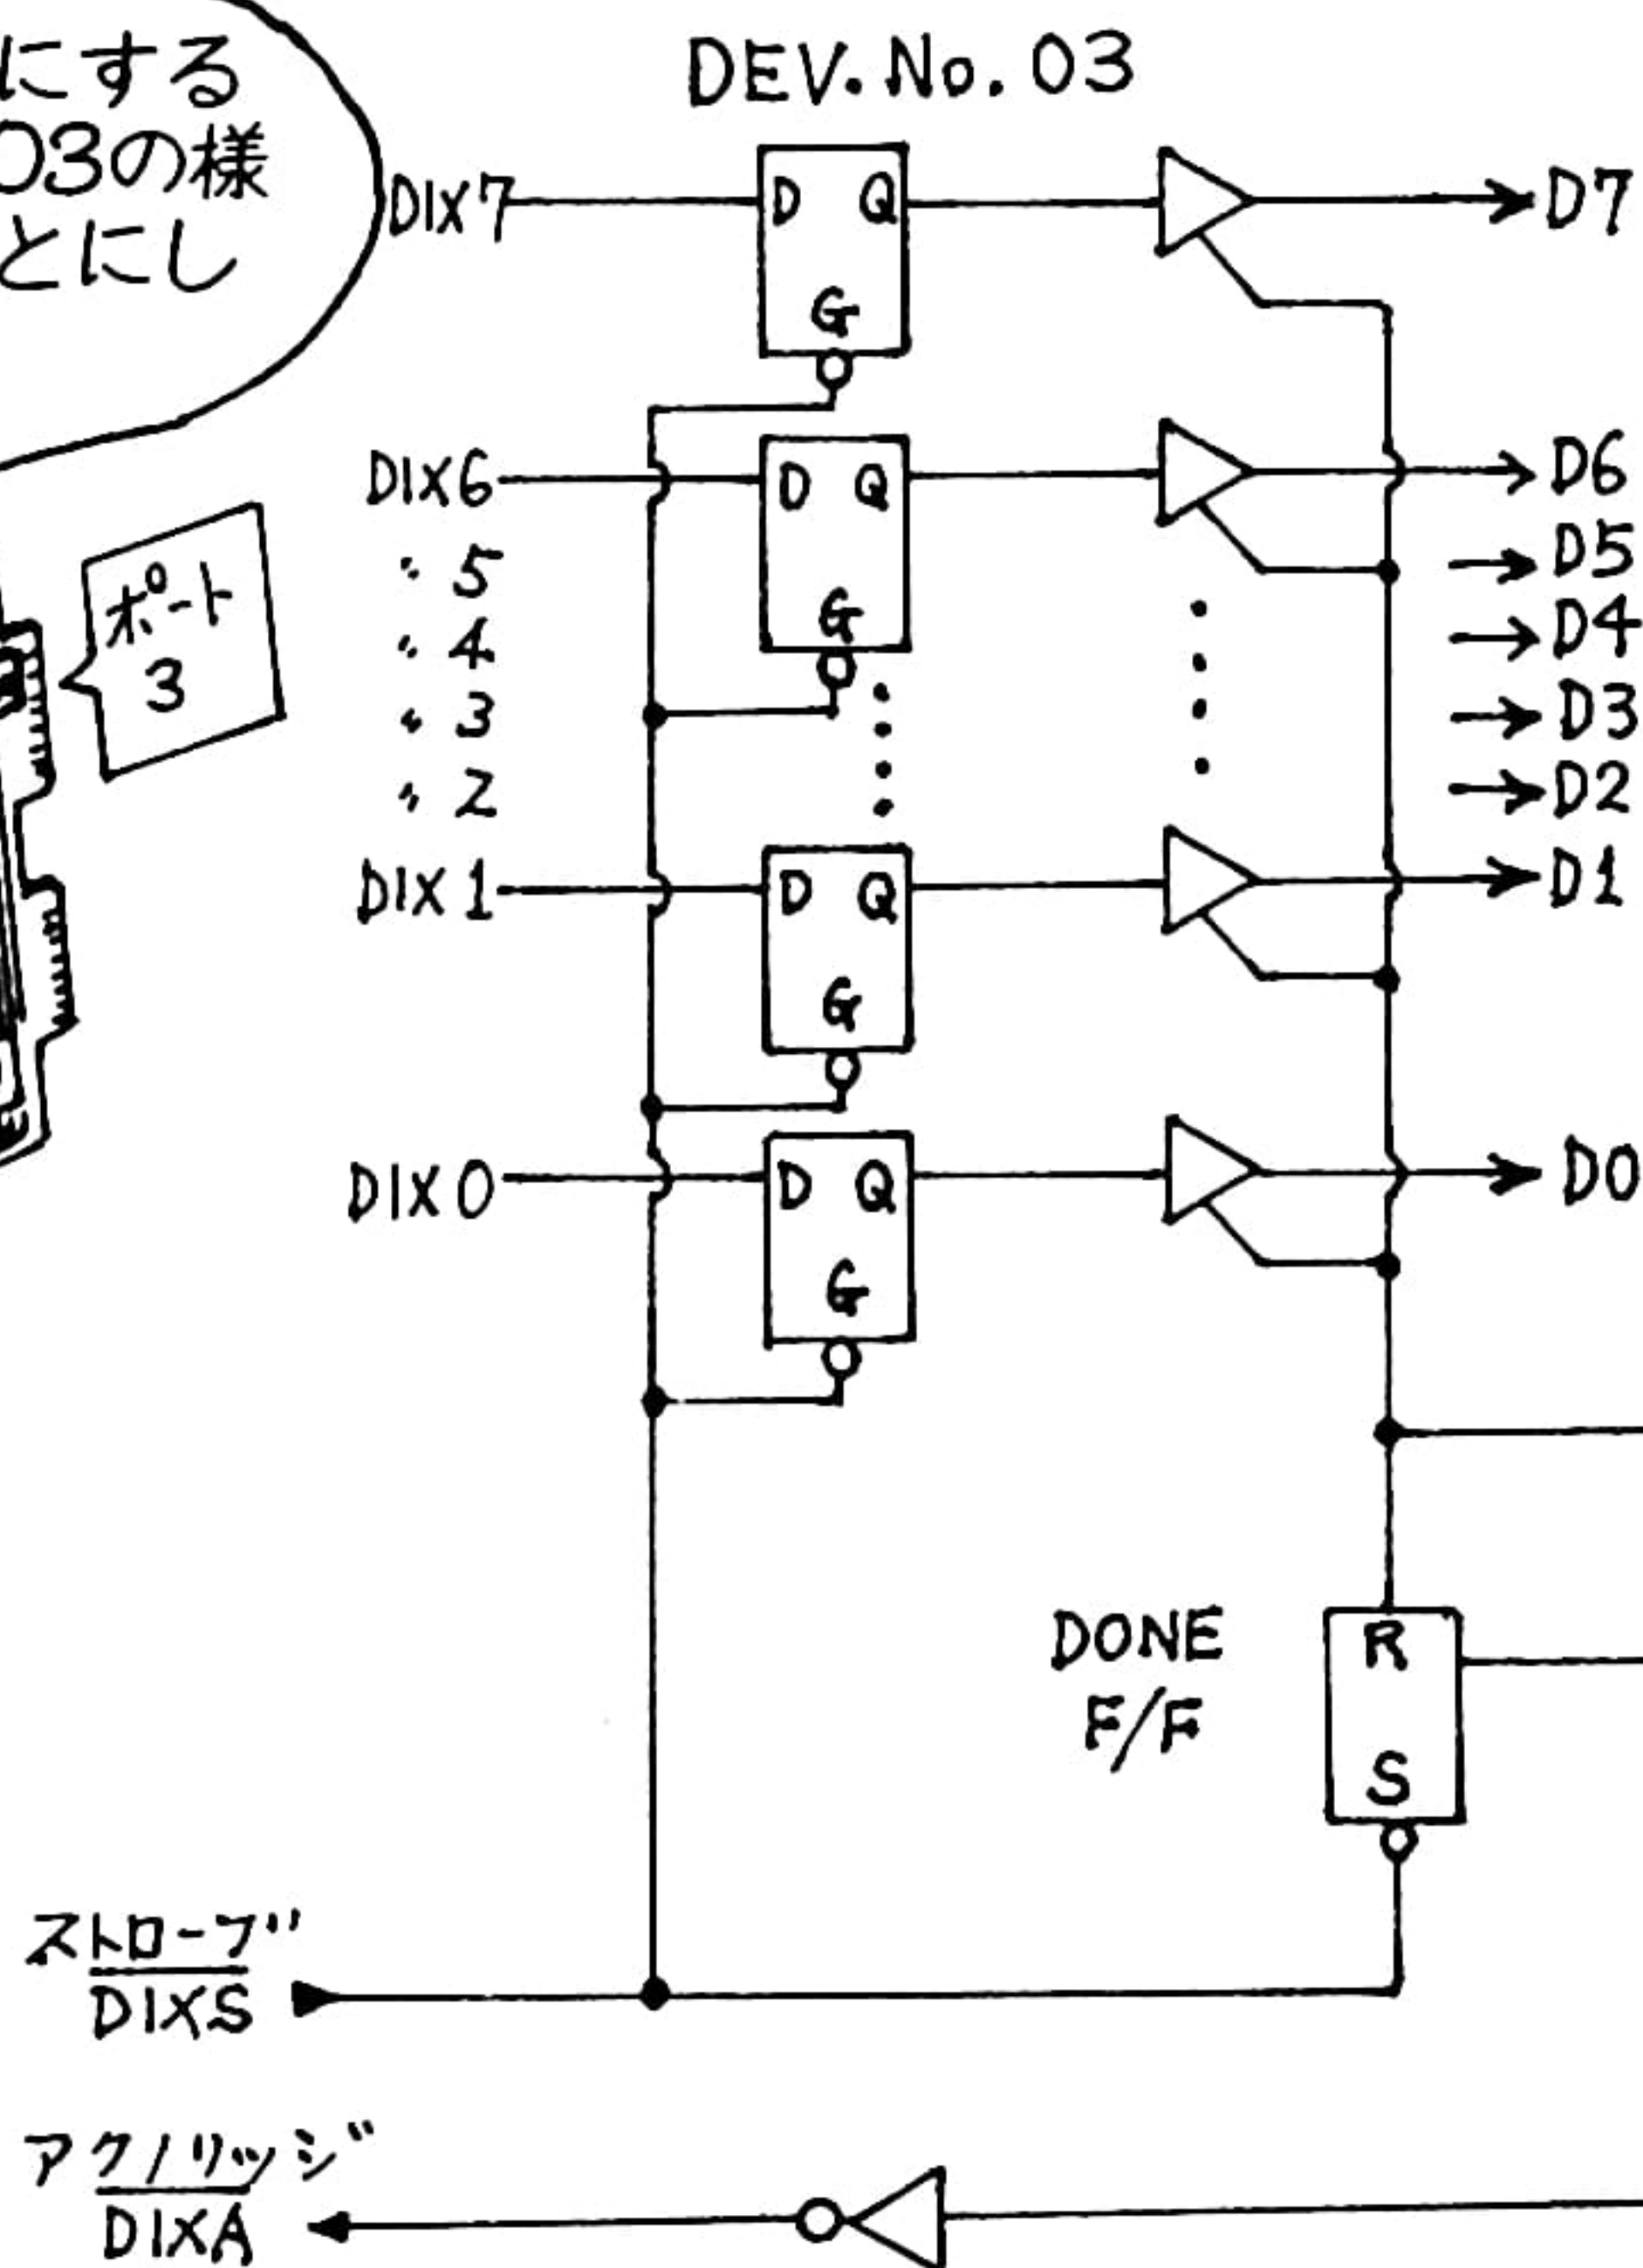 にする
03の様
とにし
DEV. No. 03
DIX7
D Q
G
D7
DIX6
D Q
G
D6
〃 5
D5
〃 4
D4
〃 3
D3
〃 2
D2
ポート
3
DIX1
D Q
G
D1
DIX0
D Q
G
D0
DONE
F/F
R
S
ストローブ
DIXS
アクノリッジ
DIXA